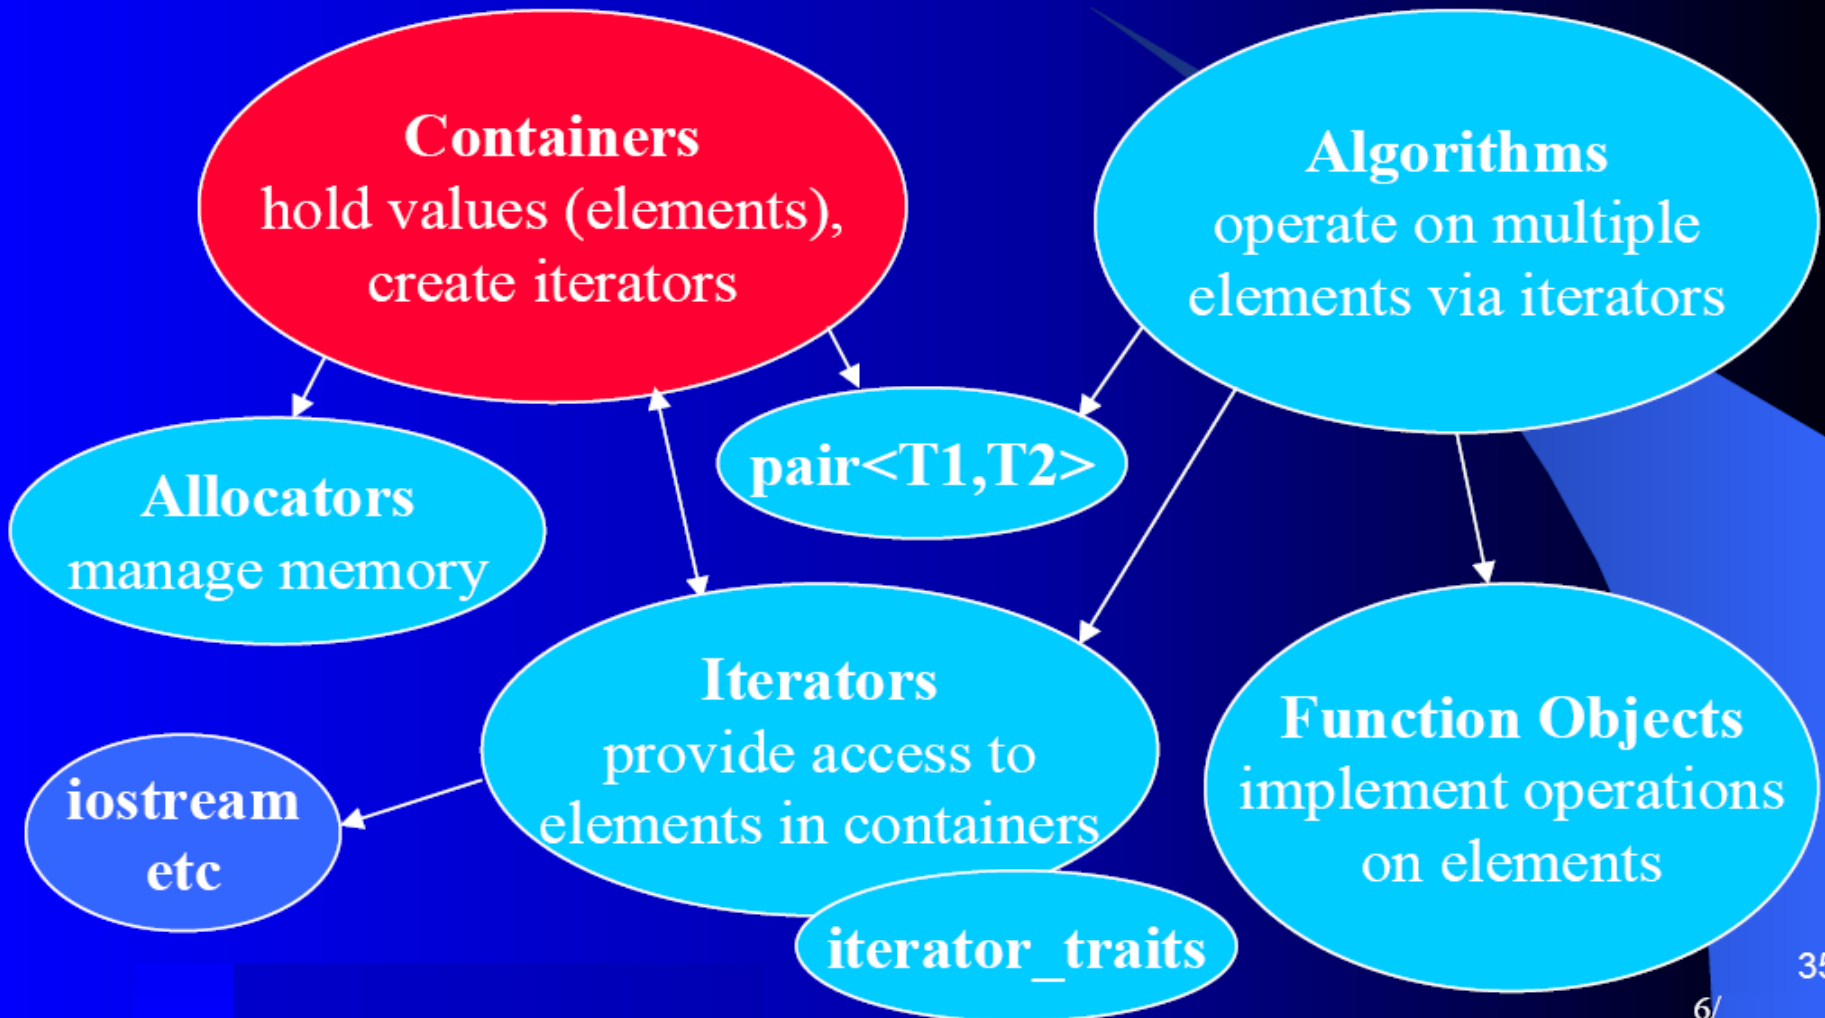 Containers
hold values (elements),
create iterators
Algorithms
operate on multiple
elements via iterators
pair<T1,T2>
Allocators
manage memory
Iterators
provide access to
elements in containers
Function Objects
implement operations
on elements
iostream
etc
iterator_traits
35
6/